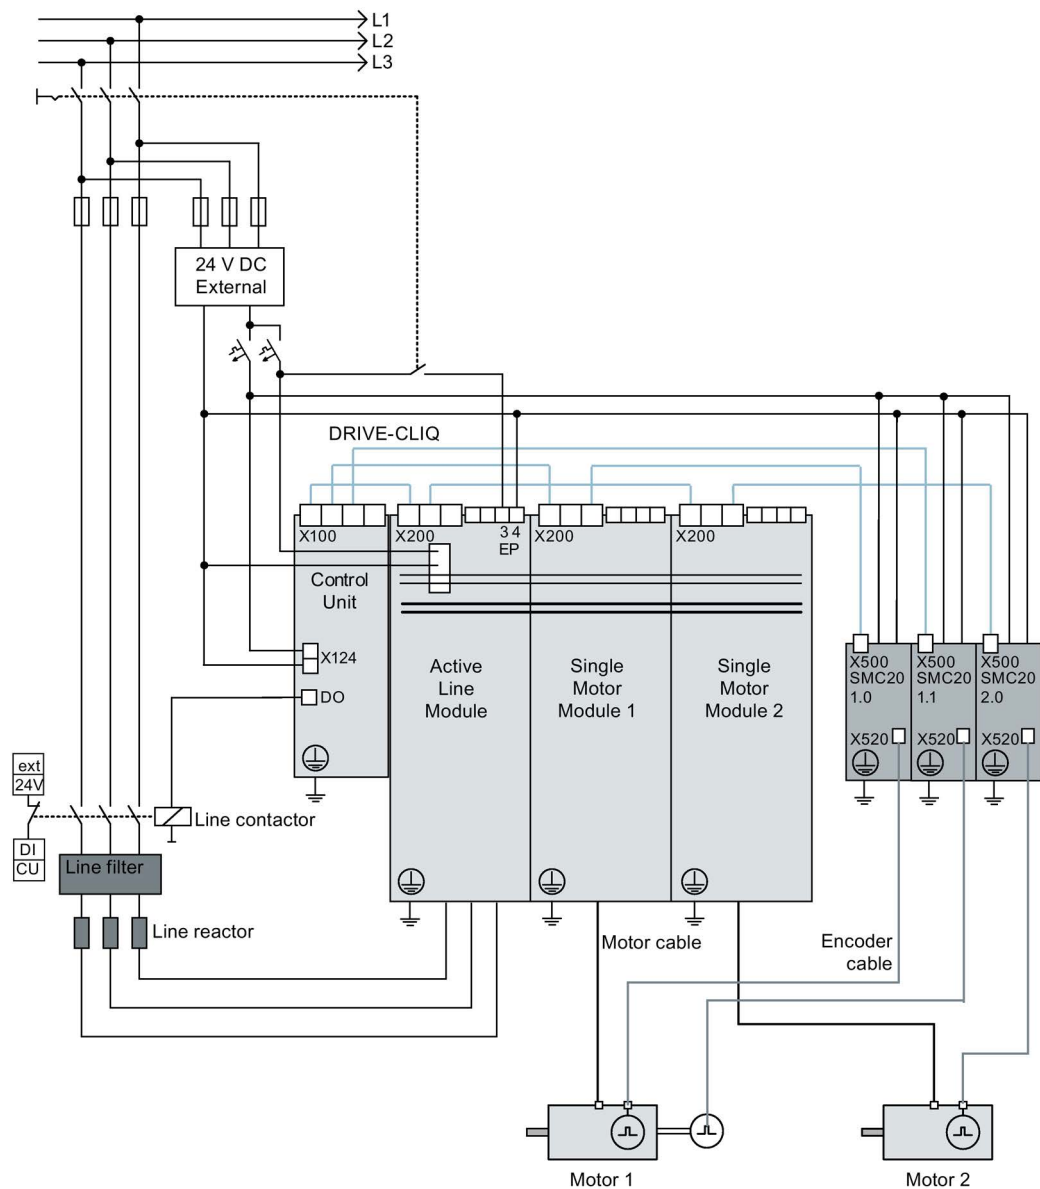 L1
L2
L3
24 V DC
External
DRIVE-CLIQ
X100
X200
3 4
EP
X200
X200
Control
Unit
X124
DO
Active
Line
Module
Single
Motor
Module 1
Single
Motor
Module 2
X500
SMC20
1.0
X520
X500
SMC20
1.1
X520
X500
SMC20
2.0
X520
ext
24V
DI
CU
Line contactor
Line filter
Line reactor
Motor cable
Encoder
cable
Motor 1
Motor 2